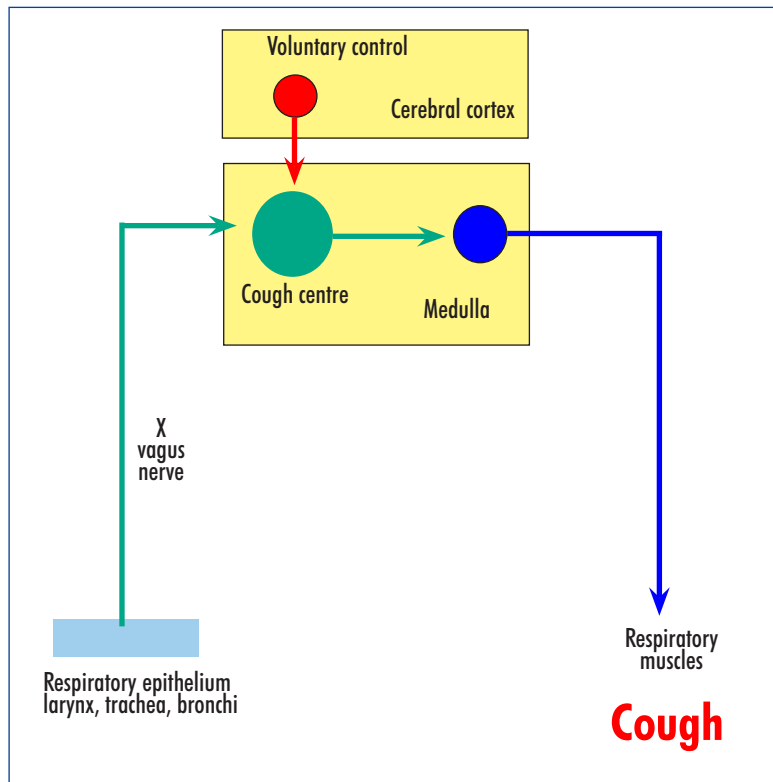 Voluntary control
Cerebral cortex
Cough centre
Medulla
X
vagus
nerve
Respiratory epithelium
larynx, trachea, bronchi
Respiratory
muscles
Cough